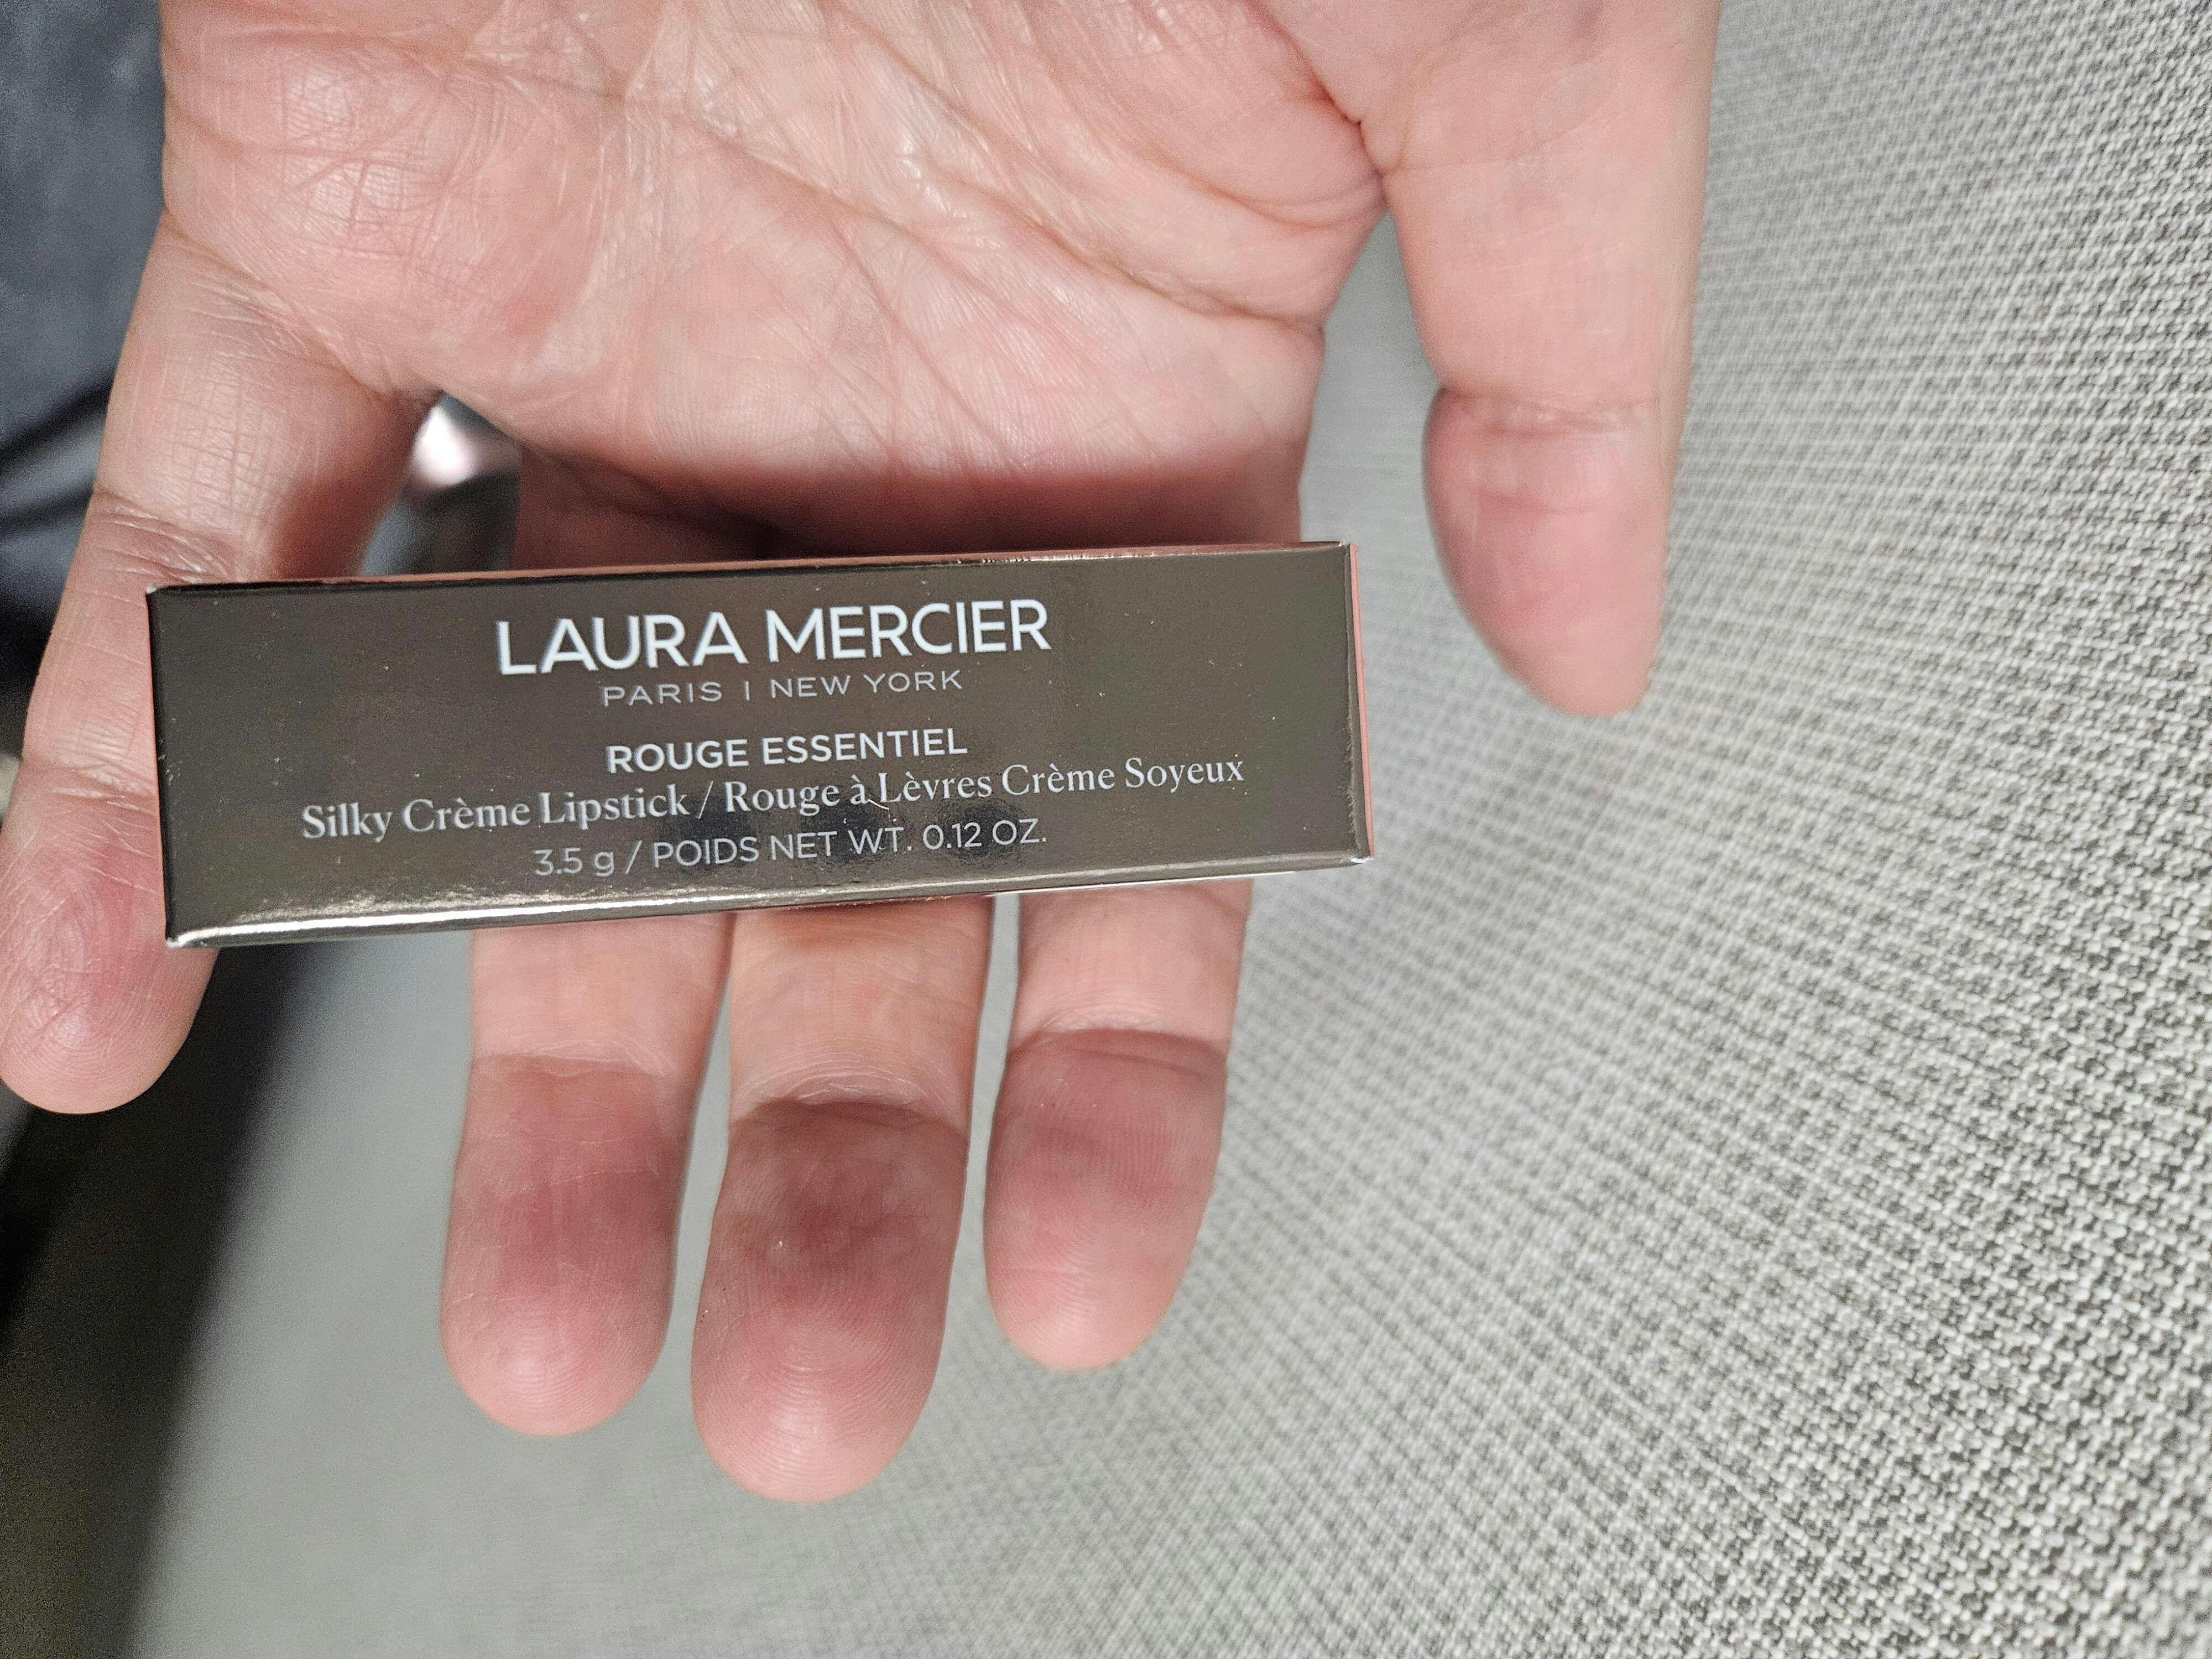 LAURA MERCIER
PARIS | NEW YORK
ROUGE ESSENTIEL
Silky Crème Lipstick / Rouge à Lèvres Crème Soyeux
3.5 g / POIDS NET WT. 0.12 OZ.